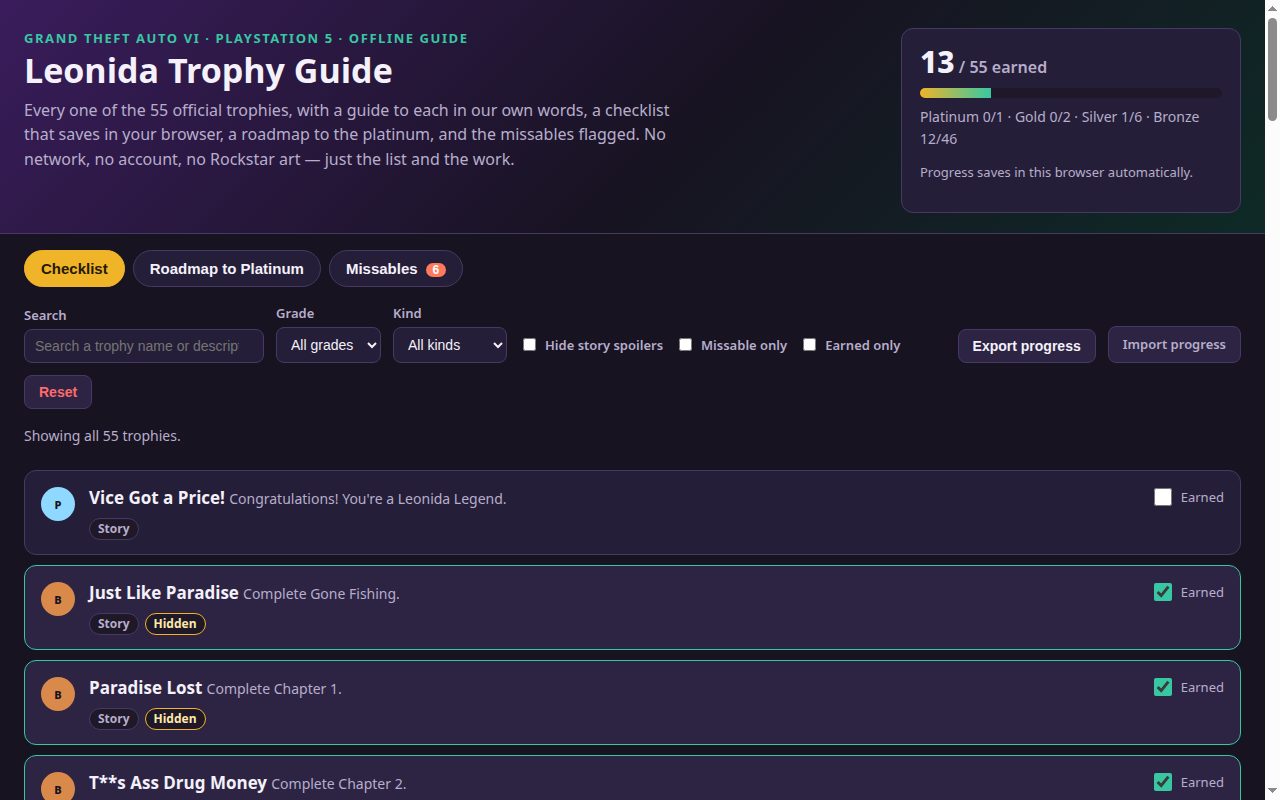 GRAND THEFT AUTO VI · PLAYSTATION 5 · OFFLINE GUIDE
Leonida Trophy Guide
Every one of the 55 official trophies, with a guide to each in our own words, a checklist
that saves in your browser, a roadmap to the platinum, and the missables flagged. No
network, no account, no Rockstar art — just the list and the work.
13 / 55 earned
Platinum 0/1 · Gold 0/2 · Silver 1/6 · Bronze
12/46
Progress saves in this browser automatically.
Checklist
Roadmap to Platinum
Missables 6
Search
Search a trophy name or descrip
Grade
All grades
Kind
All kinds
Hide story spoilers
Missable only
Earned only
Export progress
Import progress
Reset
Showing all 55 trophies.
P
Vice Got a Price! Congratulations! You're a Leonida Legend.
Story
Earned
B
Just Like Paradise Complete Gone Fishing.
Story
Hidden
Earned
B
Paradise Lost Complete Chapter 1.
Story
Hidden
Earned
B
T**s Ass Drug Money Complete Chapter 2.
Earned